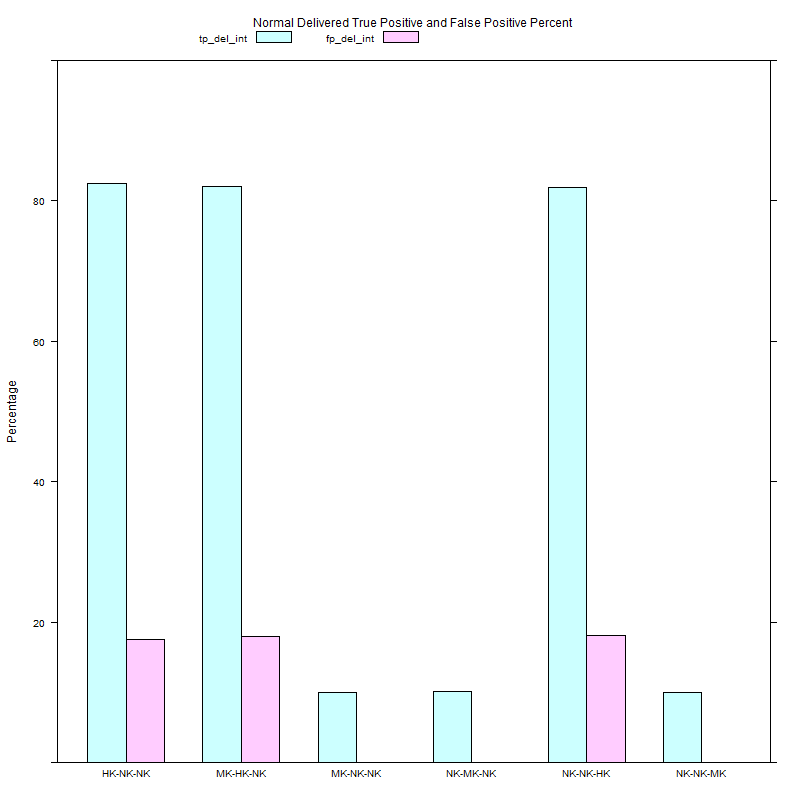 Normal Delivered True Positive and False Positive Percent
tp_del_int fp_del_int
80
60
Percentage
40
20
HK-NK-NK MK-HK-NK MK-NK-NK NK-MK-NK NK-NK-HK NK-NK-MK